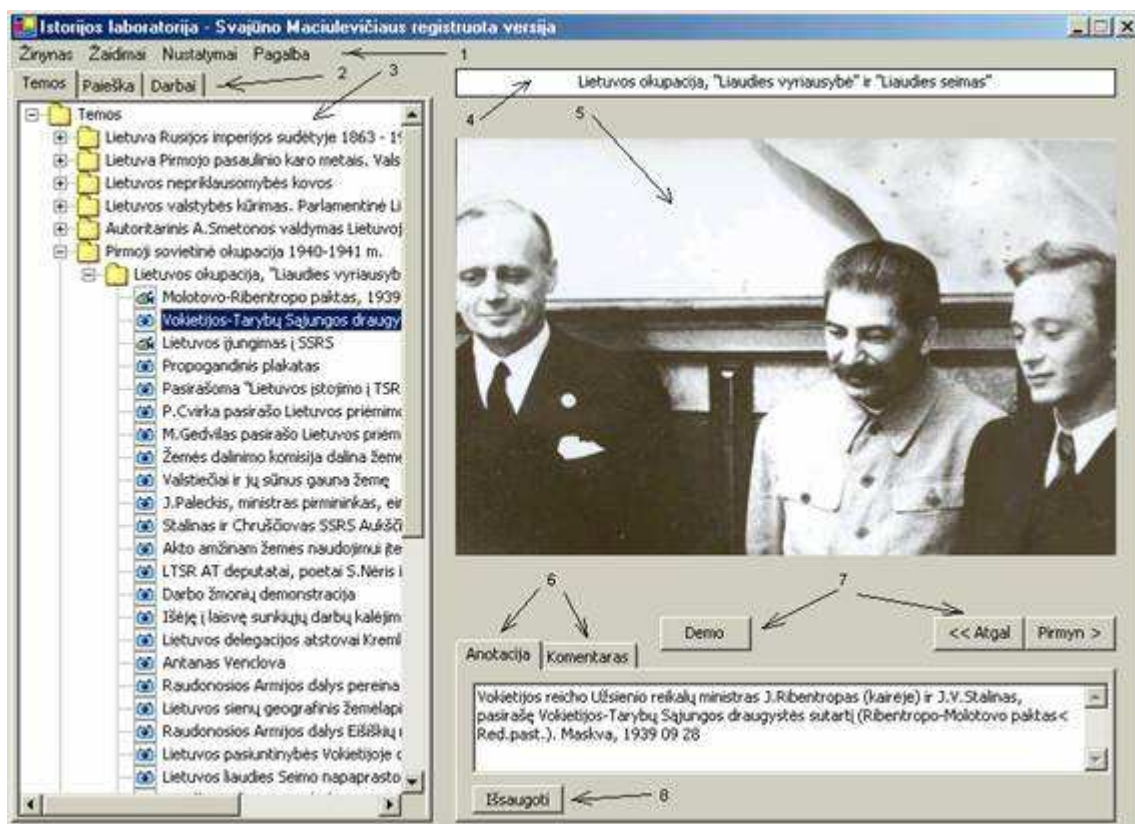 Istorijos laboratorija - Svajūno Maciulevičiaus registruota versija
Žinynas Žaidimai Nustatymai Pagalba
1
Temos Paieška Darbai
2
3
Lietuvos okupacija, "Liaudies vyriausybė" ir "Liaudies seimas"
4
5
Temos
Lietuva Rusijos imperijos sudėtyje 1863 - 19
Lietuva Pirmojo pasaulinio karo metais. Vals
Lietuvos nepriklausomybės kovos
Lietuvos valstybės kūrimas. Parlamentinė Li
Autoritarinis A.Smetonos valdymas Lietuvoj
Pirmoji sovietinė okupacija 1940-1941 m.
Lietuvos okupacija, "Liaudies vyriausyb
Molotovo-Ribentropo paktas, 1939
Vokietijos-Tarybų Sąjungos draugy
Lietuvos įjungimas į SSRS
Propogandinis plakatas
Pasirašoma "Lietuvos įstojimo į TSR
P.Cvirka pasirašo Lietuvos priėmimo
M.Gedvilas pasirašo Lietuvos priėm
Žemės dalinimo komisija dalina žeme
Valstiečiai ir jų sūnus gauna žemę
J.Paleckis, ministras pirmininkas, eir
Stalinas ir Chruščiovas SSRS Aukšči
Akto amžinam žemės naudojimui įte
LTSR AT deputatai, poetai S.Nėris i
Darbo žmonių demonstracija
Išėję į laisvę sunkiųjų darbų kalėjim
Lietuvos delegacijos atstovai Kreml
Antanas Venclova
Raudonosios Armijos dalys pereina
Lietuvos sienų geografinis žemėlapi
Raudonosios Armijos dalys Eišiškių
Lietuvos pasiuntinybės Vokietijoje
Lietuvos liaudies Seimo napaprasto
6
7
Demo
<< Atgal Pirmyn >
Anotacija Komentaras
Vokietijos reicho Užsienio reikalų ministras J.Ribentropas (kairėje) ir J.V.Stalinas,
pasirašę Vokietijos-Tarybų Sąjungos draugystės sutartį (Ribentropo-Molotovo paktas<
Red.past.). Maskva, 1939 09 28
Išsaugoti
8